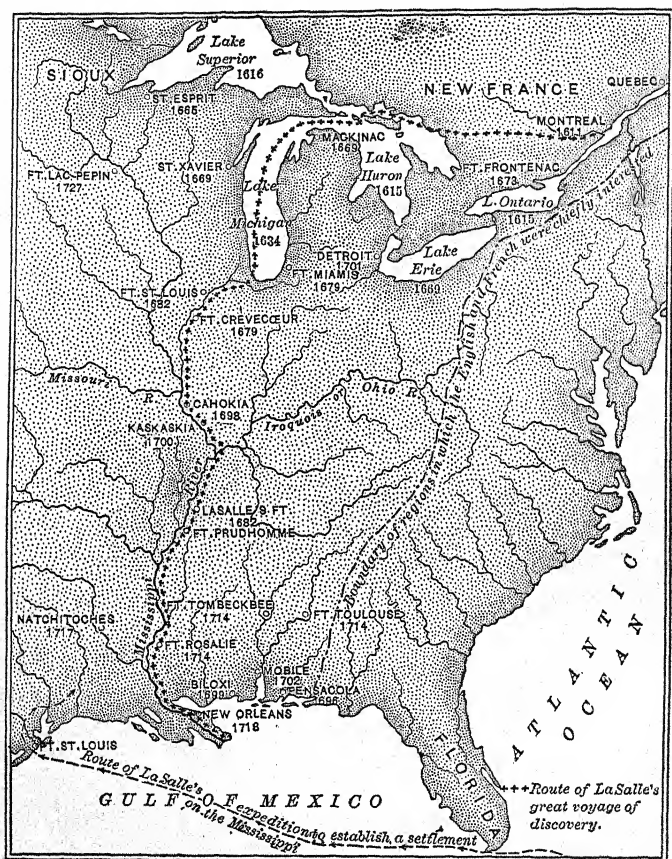 Lake
Superior
1616
SIOUX
ST. ESPRIT
1665
NEW FRANCE
QUEBEC
MONTREAL
1611
MACKINAC
1669
Lake
Huron
1615
FT. FRONTENAC
1673
L. Ontario
1615
FT. LAC-PEPIN
1727
ST. XAVIER
1669
Lake
Michigan
1634
DETROIT
1701
FT. MIAMIS
1679
Lake
Erie
1669
FT. ST. LOUIS
1682
FT. CREVECŒUR
1679
Missouri R
CAHOKIA
1698
Iroquois or Ohio R.
KASKASKIA
(1700)
LASALLE'S FT
1682
FT. PRUDHOMME
Mississippi River
Boundary of regions in which the English and French were chiefly interested
FT. TOMBECKBEE
1714
FT. TOULOUSE
1714
NATCHITOCHES
1717
FT. ROSALIE
1714
BILOXI
MOBILE
1702
PENSACOLA
1696
NEW ORLEANS
1718
FT. ST. LOUIS
FLORIDA
ATLANTIC
OCEAN
GULF OF MEXICO
Route of LaSalle's expedition to establish a settlement
on the Mississippi
+++Route of LaSalle's
great voyage of
discovery.